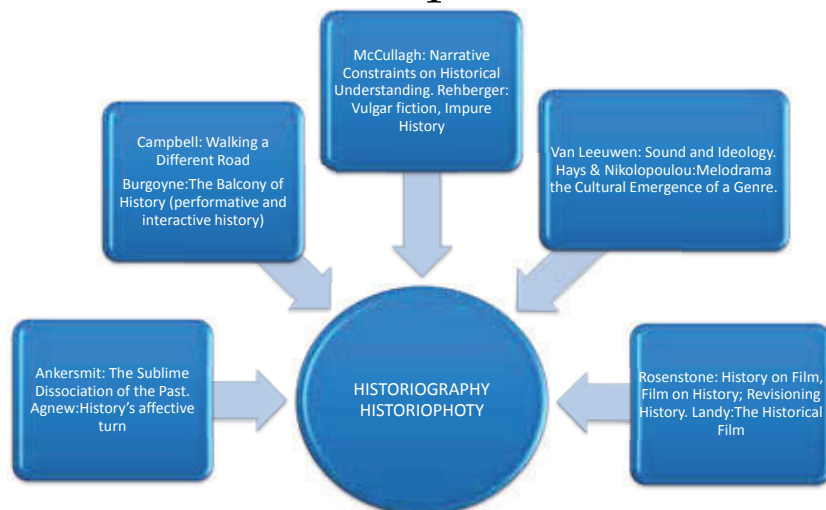 McCullagh: Narrative
Constraints on Historical
Understanding. Rehberger:
Vulgar fiction, Impure
History
Campbell: Walking a
Different Road
Burgoyne:The Balcony of
History (performative and
interactive history)
Van Leeuwen: Sound and Ideology.
Hays & Nikolopoulou:Melodrama
the Cultural Emergence of a Genre.
Ankersmit: The Sublime
Dissociation of the Past.
Agnew:History’s affective
turn
HISTORIOGRAPHY
HISTORIOPHOTY
Rosenstone: History on Film,
Film on History; Revisioning
History. Landy:The Historical
Film